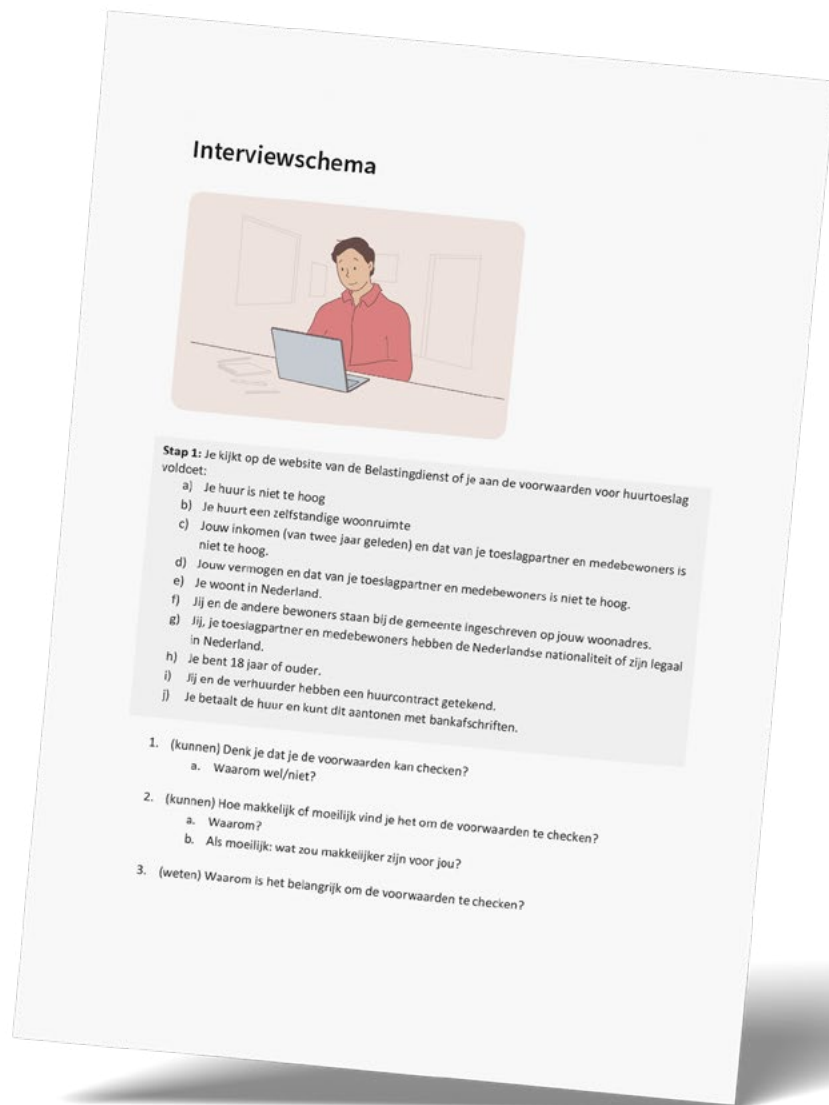 Interviewschema
Stap 1: Je kijkt op de website van de Belastingdienst of je aan de voorwaarden voor huurtoeslag
voldoet:
a) Je huur is niet te hoog
b) Je huurt een zelfstandige woonruimte
c) Jouw inkomen (van twee jaar geleden) en dat van je toeslagpartner en medebewoners is
niet te hoog.
d) Jouw vermogen en dat van je toeslagpartner en medebewoners is niet te hoog.
e) Je woont in Nederland.
f) Jij en de andere bewoners staan bij de gemeente ingeschreven op jouw woonadres.
g) Jij, je toeslagpartner en medebewoners hebben de Nederlandse nationaliteit of zijn legaal
in Nederland.
h) Je bent 18 jaar of ouder.
i) Jij en de verhuurder hebben een huurcontract getekend.
j) Je betaalt de huur en kunt dit aantonen met bankafschriften.
1. (kunnen) Denk je dat je de voorwaarden kan checken?
a. Waarom wel/niet?
2. (kunnen) Hoe makkelijk of moeilijk vind je het om de voorwaarden te checken?
a. Waarom?
b. Als moeilijk: wat zou makkelijker zijn voor jou?
3. (weten) Waarom is het belangrijk om de voorwaarden te checken?